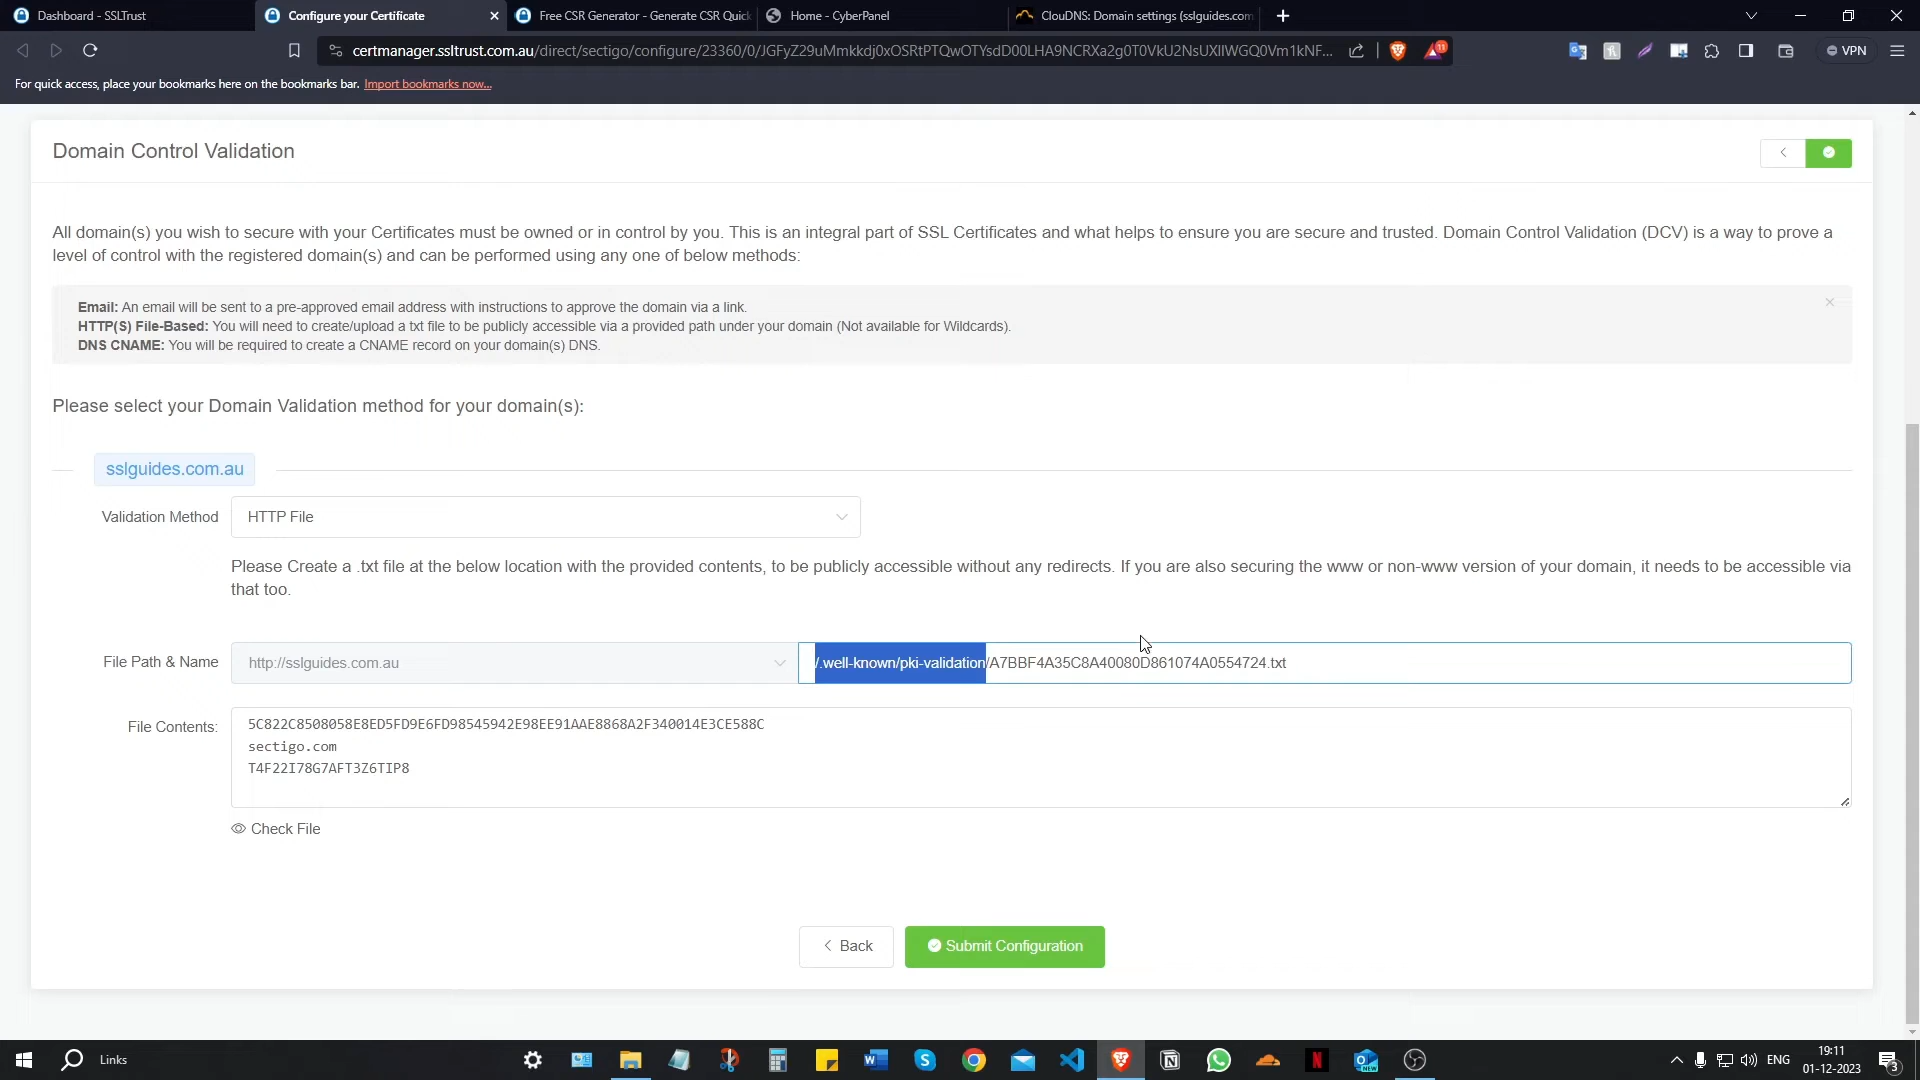 Dashboard - SSLTrust
Configure your Certificate
Free CSR Generator - Generate CSR Quick
Home - CyberPanel
ClouDNS: Domain settings (sslguides.com
certmanager.ssltrust.com.au/direct/sectigo/configure/23360/0/
11
VPN
For quick access, place your bookmarks here on the bookmarks bar. Import bookmarks now...
Domain Control Validation
All domain(s) you wish to secure with your Certificates must be owned or in control by you. This is an integral part of SSL Certificates and what helps to ensure you are secure and trusted. Domain Control Validation (DCV) is a way to prove a
level of control with the registered domain(s) and can be performed using any one of below methods:
Email: An email will be sent to a pre-approved email address with instructions to approve the domain via a link.
HTTP(S) File-Based: You will need to create/upload a txt file to be publicly accessible via a provided path under your domain (Not available for Wildcards).
DNS CNAME: You will be required to create a CNAME record on your domain(s) DNS.
Please select your Domain Validation method for your domain(s):
sslguides.com.au
Validation Method
HTTP File
Please Create a .txt file at the below location with the provided contents, to be publicly accessible without any redirects. If you are also securing the www or non-www version of your domain, it needs to be accessible via
that too.
File Path & Name
http://sslguides.com.au
/.well-known/pki-validation/A7BBF4A35C8A40080D861074A0554724.txt
File Contents:
5C822C8508058E8ED5FD9E6FD98545942E98EE91AAE8868A2F340014E3CE588C
sectigo.com
T4F22I78G7AFT3Z6TIP8
Check File
Back
Submit Configuration
Links
ENG
19:11
01-12-2023
3